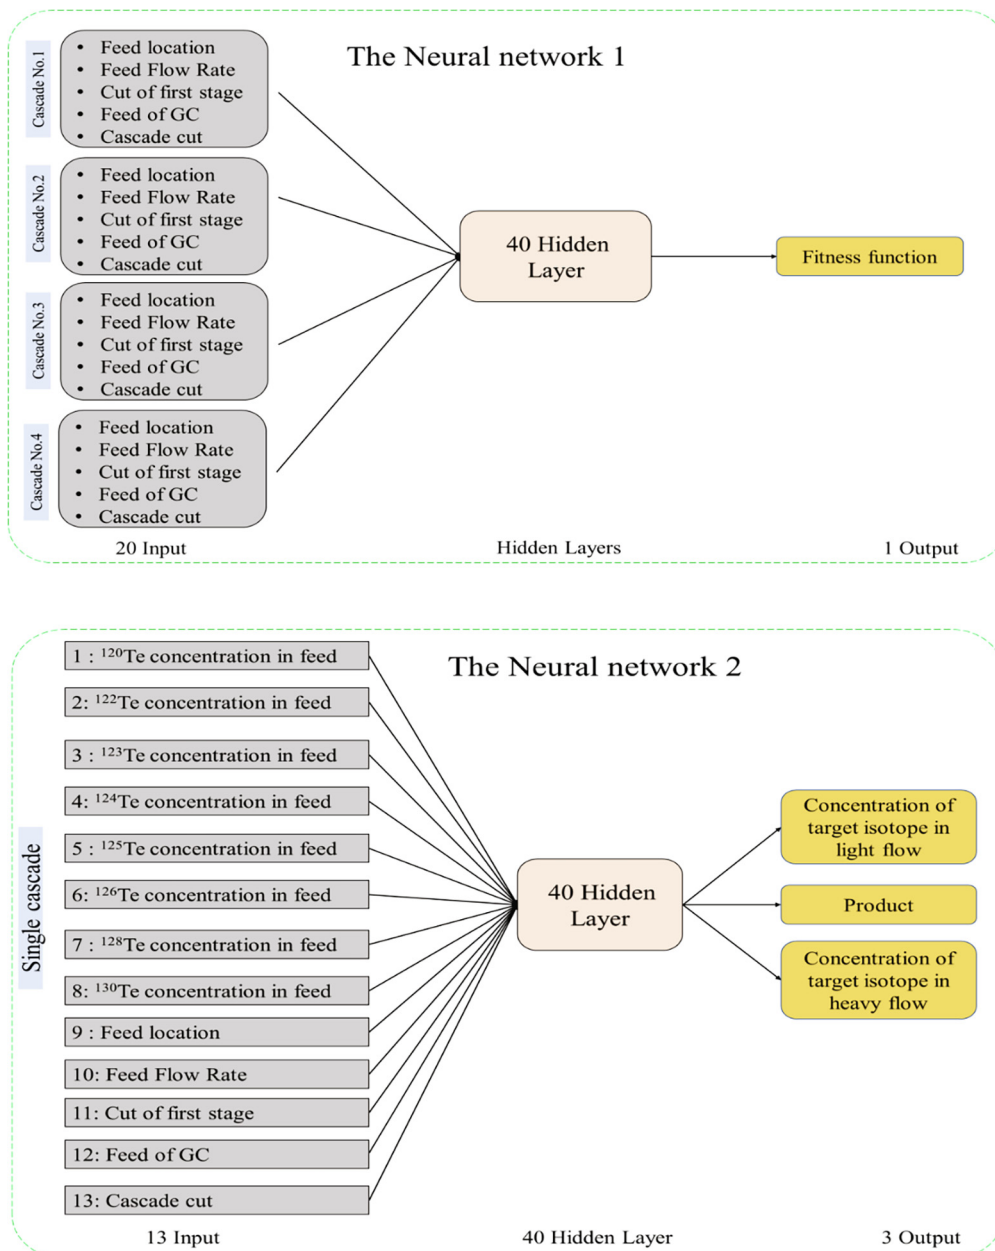 The Neural network 1
Cascade No.1
• Feed location
• Feed Flow Rate
• Cut of first stage
• Feed of GC
• Cascade cut
Cascade No.2
• Feed location
• Feed Flow Rate
• Cut of first stage
• Feed of GC
• Cascade cut
Cascade No.3
• Feed location
• Feed Flow Rate
• Cut of first stage
• Feed of GC
• Cascade cut
Cascade No.4
• Feed location
• Feed Flow Rate
• Cut of first stage
• Feed of GC
• Cascade cut
40 Hidden
Layer
Fitness function
20 Input
Hidden Layers
1 Output
The Neural network 2
Single cascade
1 : ¹²⁰Te concentration in feed
2: ¹²²Te concentration in feed
3 : ¹²³Te concentration in feed
4: ¹²⁴Te concentration in feed
5 : ¹²⁵Te concentration in feed
6: ¹²⁶Te concentration in feed
7 : ¹²⁸Te concentration in feed
8: ¹³⁰Te concentration in feed
9 : Feed location
10: Feed Flow Rate
11: Cut of first stage
12: Feed of GC
13: Cascade cut
40 Hidden
Layer
Concentration of
target isotope in
light flow
Product
Concentration of
target isotope in
heavy flow
13 Input
40 Hidden Layer
3 Output